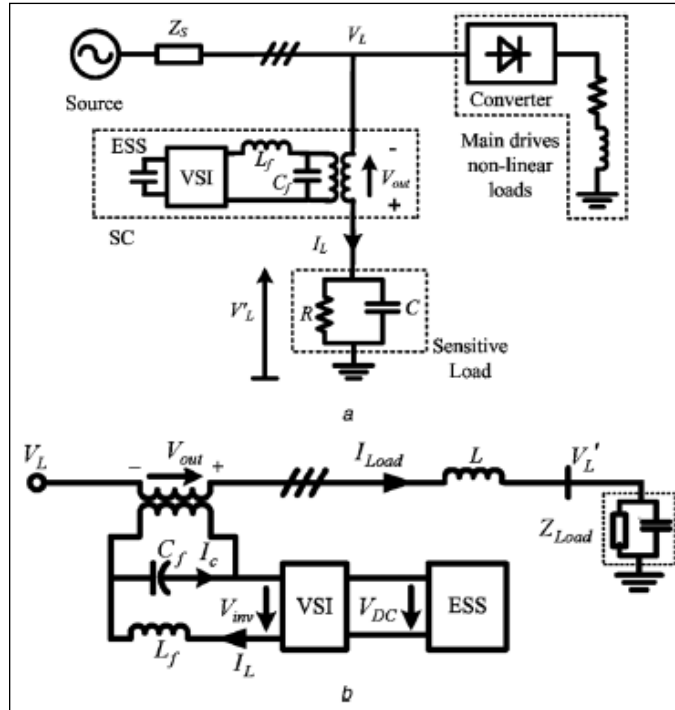 Z_S
V_L
Source
Converter
Main drives
non-linear
loads
ESS
VSI
L_f
C_f
-
V_out
+
SC
I_L
V'_L
R
C
Sensitive
Load
a
V_L
- V_out +
I_Load
L
V_L'
Z_Load
C_f
I_c
V_inv
VSI
V_DC
ESS
L_f
I_L
b